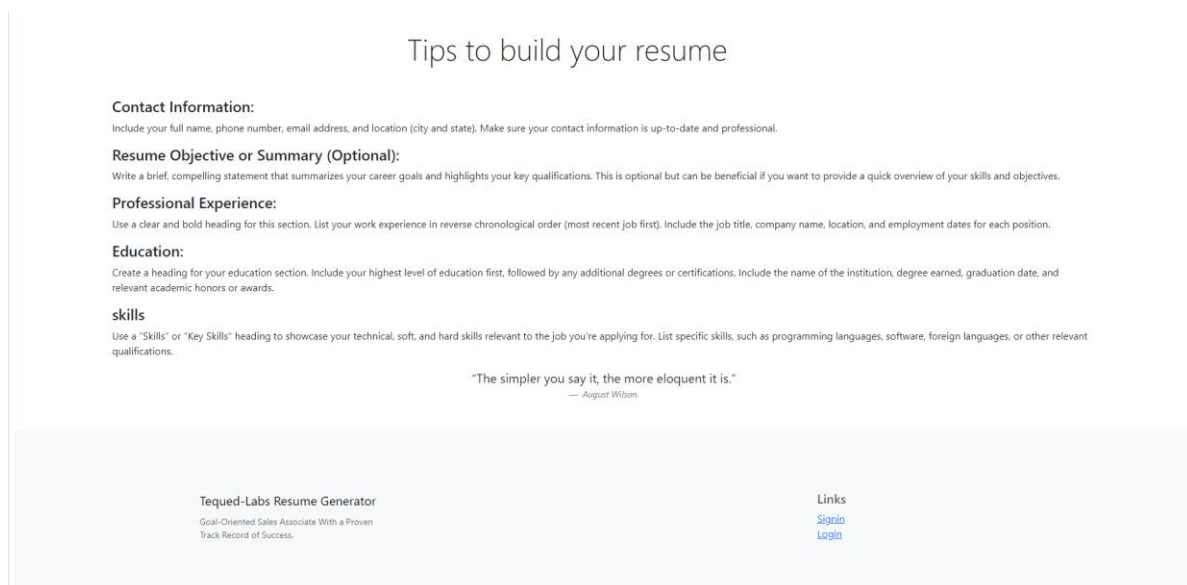 Tips to build your resume
Contact Information:
Include your full name, phone number, email address, and location (city and state). Make sure your contact information is up-to-date and professional.
Resume Objective or Summary (Optional):
Write a brief, compelling statement that summarizes your career goals and highlights your key qualifications. This is optional but can be beneficial if you want to provide a quick overview of your skills and objectives.
Professional Experience:
Use a clear and bold heading for this section. List your work experience in reverse chronological order (most recent job first). Include the job title, company name, location, and employment dates for each position.
Education:
Create a heading for your education section. Include your highest level of education first, followed by any additional degrees or certifications. Include the name of the institution, degree earned, graduation date, and
relevant academic honors or awards.
skills
Use a "Skills" or "Key Skills" heading to showcase your technical, soft, and hard skills relevant to the job you're applying for. List specific skills, such as programming languages, software, foreign languages, or other relevant
qualifications.
"The simpler you say it, the more eloquent it is."
— August Wilson.
Tequed-Labs Resume Generator
Goal-Oriented Sales Associate With a Proven
Track Record of Success.
Links
Signin
Login